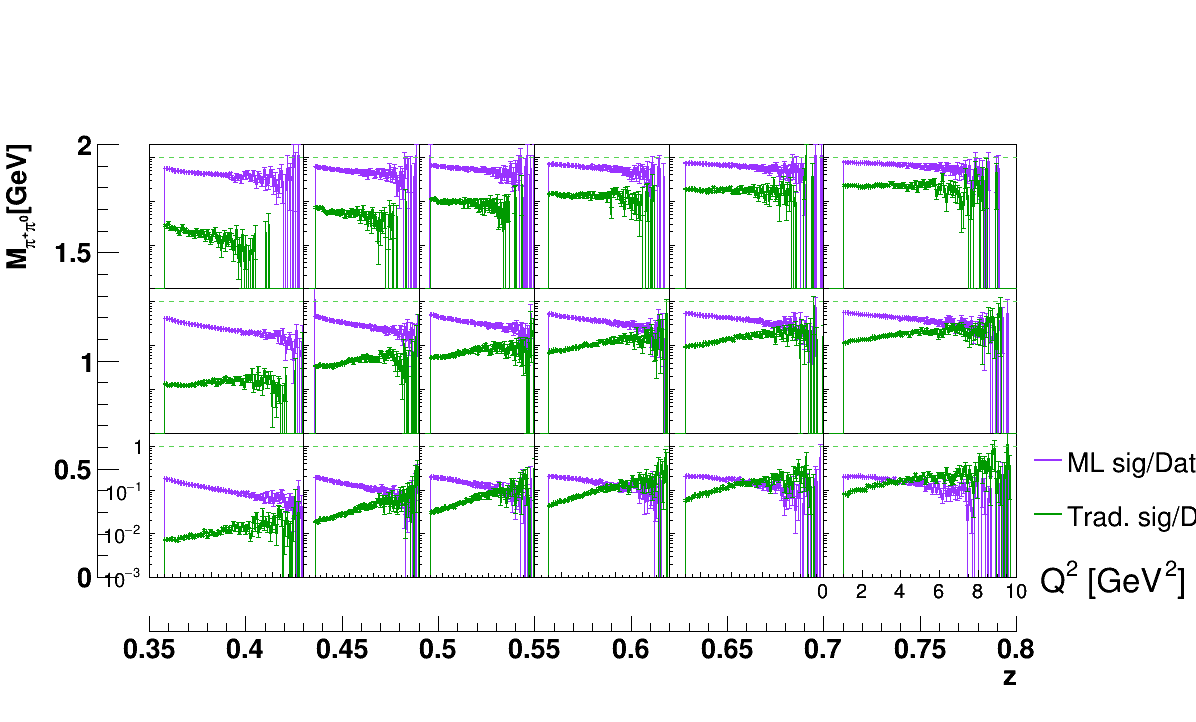 M_{π⁺π⁰} [GeV]
2
1.5
1
0.5
0
1
10⁻¹
10⁻²
10⁻³
ML sig/Dat
Trad. sig/D
Q² [GeV²]
0 2 4 6 8 10
0.35 0.4 0.45 0.5 0.55 0.6 0.65 0.7 0.75 0.8
z